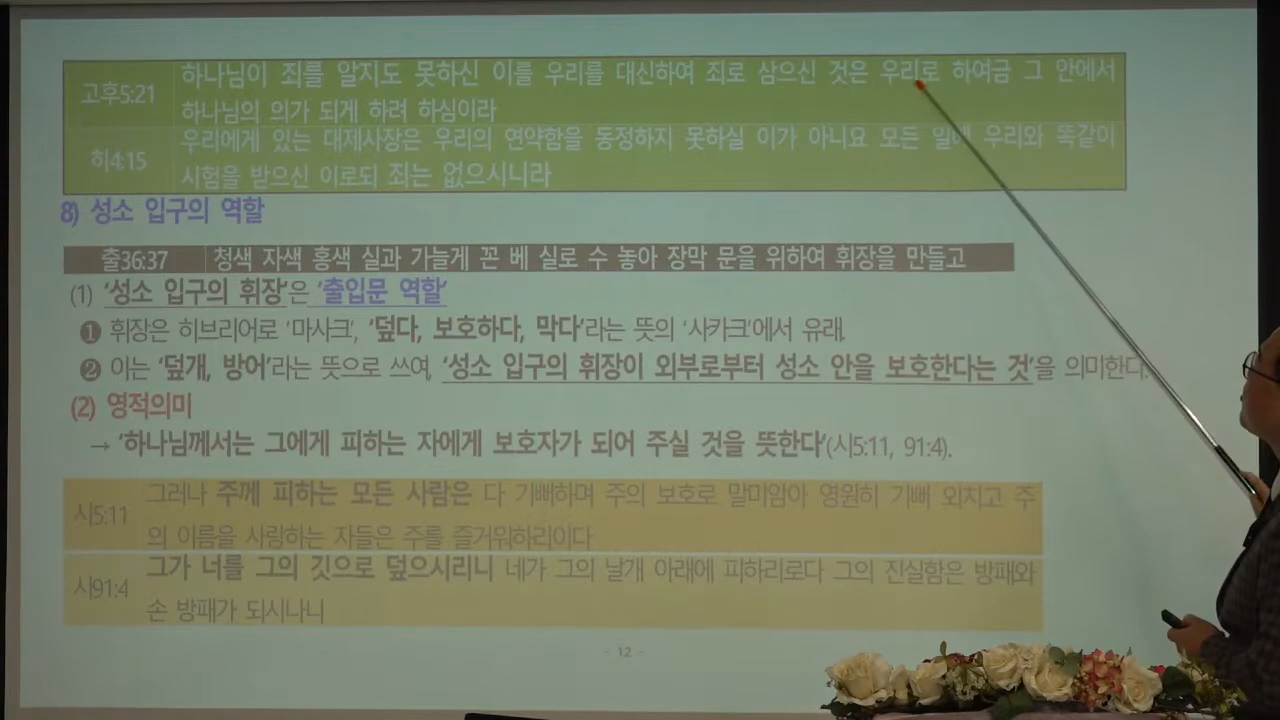 고후5:21 하나님이 죄를 알지도 못하신 이를 우리를 대신하여 죄로 삼으신 것은 우리로 하여금 그 안에서
하나님의 의가 되게 하려 하심이라
히4:15 우리에게 있는 대제사장은 우리의 연약함을 동정하지 못하실 이가 아니요 모든 일에 우리와 똑같이
시험을 받으신 이로되 죄는 없으시니라
8) 성소 입구의 역할
출36:37 청색 자색 홍색 실과 가늘게 꼰 베 실로 수 놓아 장막 문을 위하여 휘장을 만들고
(1) '성소 입구의 휘장'은 '출입문 역할'
❶ 휘장은 히브리어로 '마사크', '덮다, 보호하다, 막다'라는 뜻의 '사카크'에서 유래.
❷ 이는 '덮개, 방어'라는 뜻으로 쓰여, '성소 입구의 휘장이 외부로부터 성소 안을 보호한다는 것'을 의미한다.
(2) 영적의미
→ '하나님께서는 그에게 피하는 자에게 보호자가 되어 주실 것을 뜻한다'(시5:11, 91:4).
시5:11 그러나 주께 피하는 모든 사람은 다 기뻐하며 주의 보호로 말미암아 영원히 기뻐 외치고 주
의 이름을 사랑하는 자들은 주를 즐거워하리이다
시91:4 그가 너를 그의 깃으로 덮으시리니 네가 그의 날개 아래에 피하리로다 그의 진실함은 방패와
손 방패가 되시나니
- 12 -